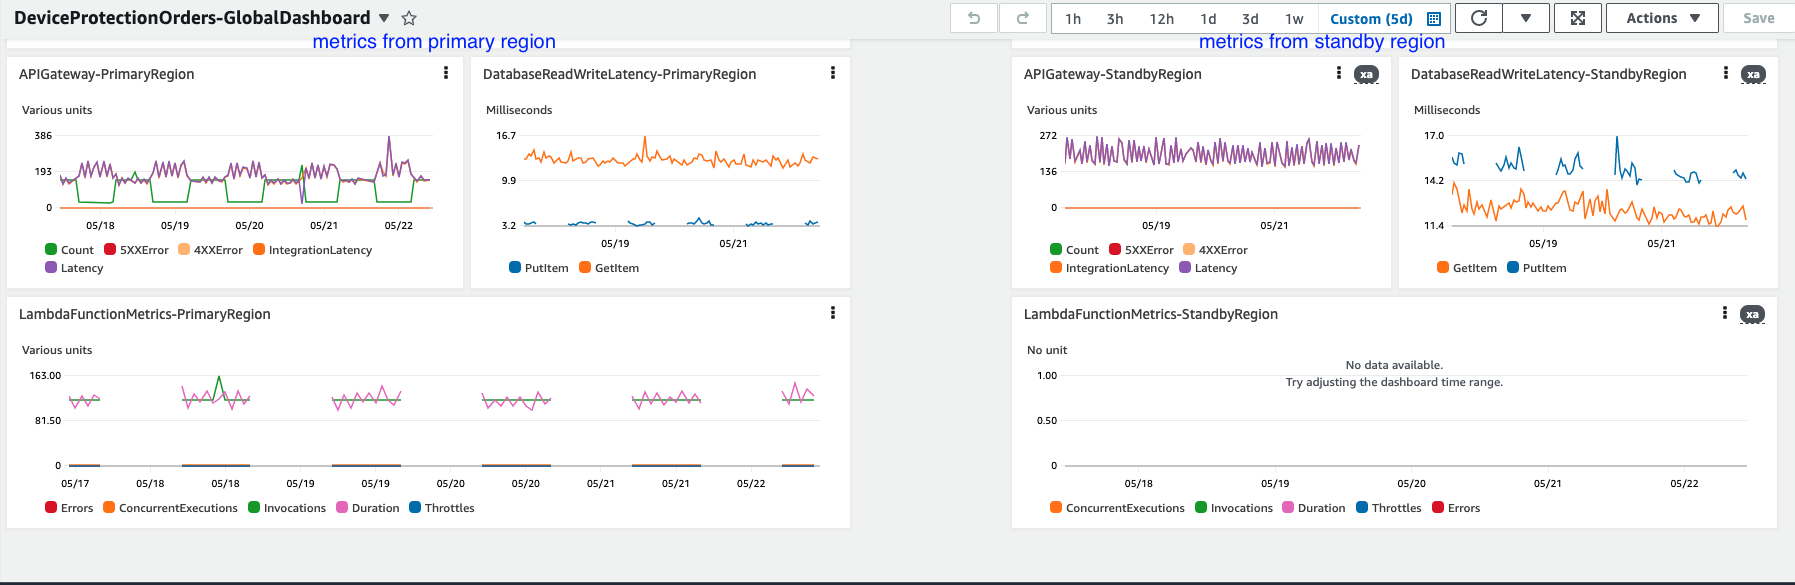 DeviceProtectionOrders-GlobalDashboard
1h 3h 12h 1d 3d 1w Custom (5d) Actions Save
metrics from primary region
metrics from standby region
APIGateway-PrimaryRegion
Various units
386
193
0
05/18 05/19 05/20 05/21 05/22
Count 5XXError 4XXError IntegrationLatency
Latency
DatabaseReadWriteLatency-PrimaryRegion
Milliseconds
16.7
9.9
3.2
05/19 05/21
PutItem GetItem
APIGateway-StandbyRegion
xa
Various units
272
136
0
05/19 05/21
Count 5XXError 4XXError
IntegrationLatency Latency
DatabaseReadWriteLatency-StandbyRegion
xa
Milliseconds
17.0
14.2
11.4
05/19 05/21
GetItem PutItem
LambdaFunctionMetrics-PrimaryRegion
Various units
163.00
81.50
0
05/17 05/18 05/18 05/19 05/19 05/20 05/20 05/21 05/21 05/22
Errors ConcurrentExecutions Invocations Duration Throttles
LambdaFunctionMetrics-StandbyRegion
xa
No unit
No data available.
Try adjusting the dashboard time range.
1.00
0.50
0
05/18 05/19 05/20 05/21 05/22
ConcurrentExecutions Invocations Duration Throttles Errors